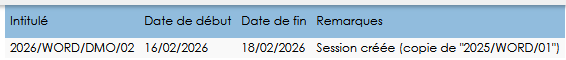 Intitulé Date de début Date de fin Remarques
2026/WORD/DMO/02 16/02/2026 18/02/2026 Session créée (copie de "2025/WORD/01")